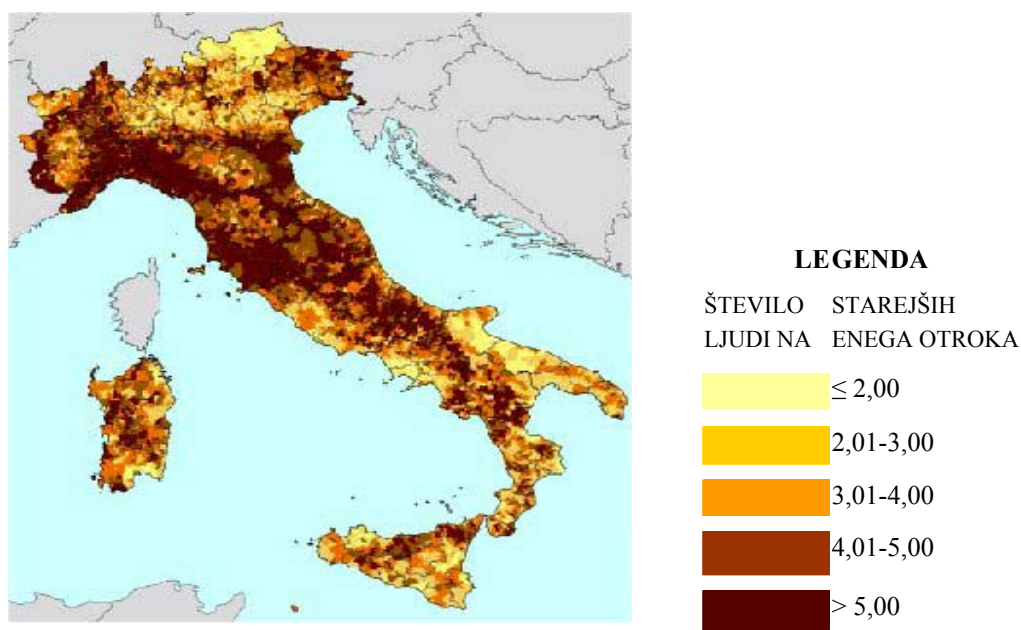 LEGENDA
ŠTEVILO STAREJŠIH
LJUDI NA ENEGA OTROKA
≤ 2,00
2,01-3,00
3,01-4,00
4,01-5,00
> 5,00